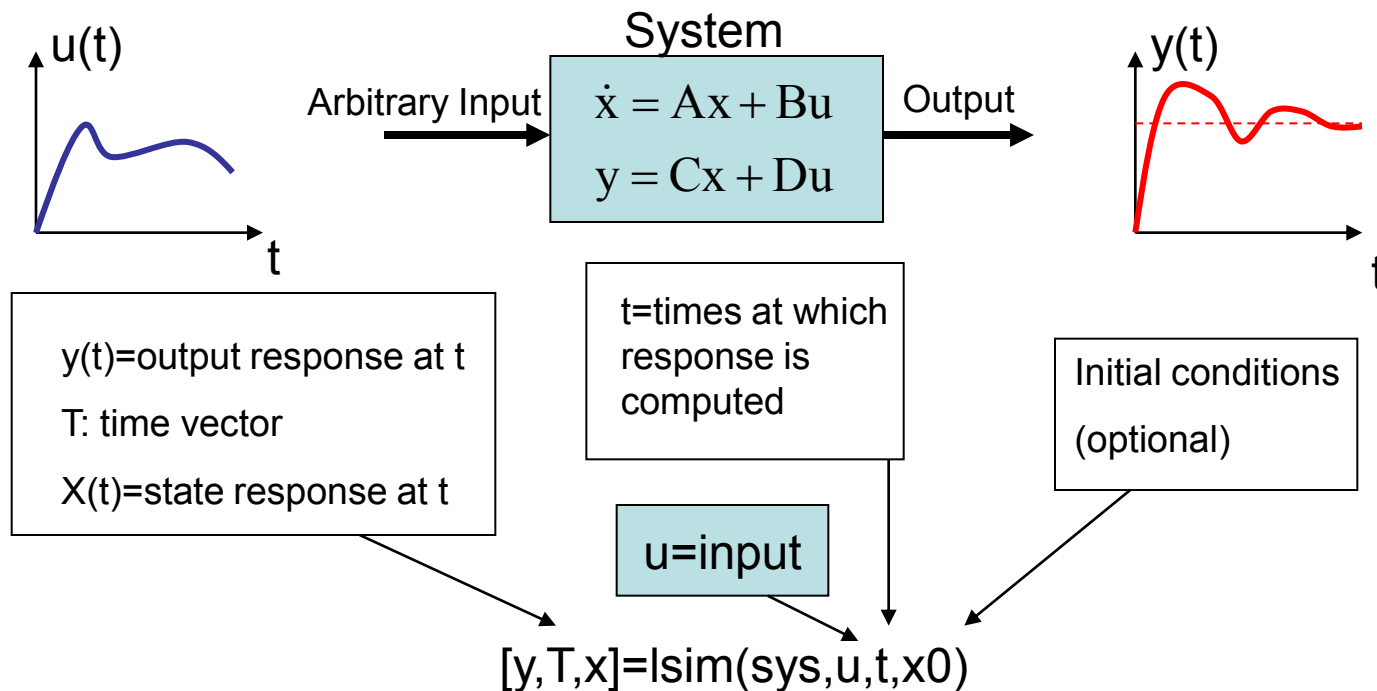 System
u(t)
y(t)
Arbitrary Input
ẋ = Ax + Bu
y = Cx + Du
Output
t
t
y(t)=output response at t
T: time vector
X(t)=state response at t
t=times at which
response is
computed
Initial conditions
(optional)
u=input
[y,T,x]=lsim(sys,u,t,x0)